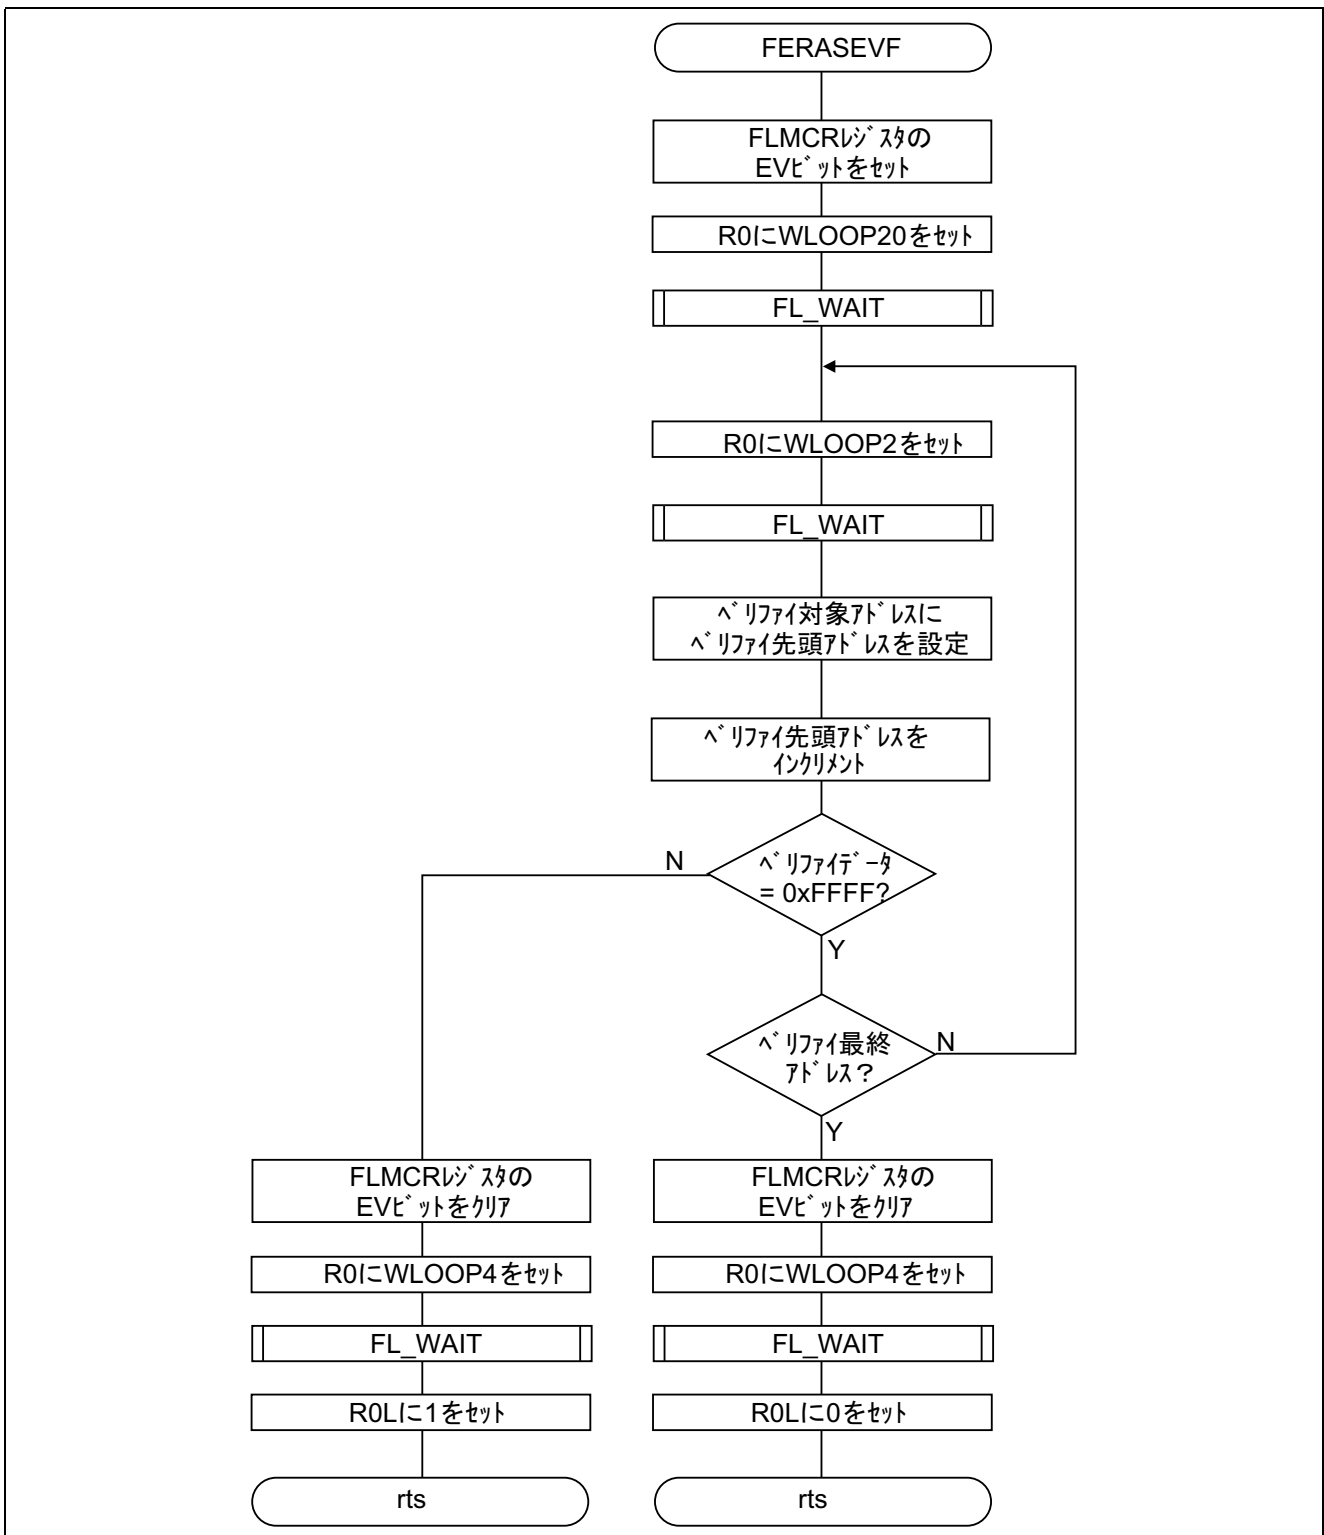 FERASEVF
FLMCRﾚｼﾞｽﾀの
EVﾋﾞｯﾄをｾｯﾄ
R0にWLOOP20をｾｯﾄ
FL_WAIT
R0にWLOOP2をｾｯﾄ
FL_WAIT
ﾍﾞﾘﾌｧｲ対象ｱﾄﾞﾚｽに
ﾍﾞﾘﾌｧｲ先頭ｱﾄﾞﾚｽを設定
ﾍﾞﾘﾌｧｲ先頭ｱﾄﾞﾚｽを
ｲﾝｸﾘﾒﾝﾄ
N
ﾍﾞﾘﾌｧｲﾃﾞｰﾀ
= 0xFFFF?
Y
ﾍﾞﾘﾌｧｲ最終
ｱﾄﾞﾚｽ？
N
Y
FLMCRﾚｼﾞｽﾀの
EVﾋﾞｯﾄをｸﾘｱ
R0にWLOOP4をｾｯﾄ
FL_WAIT
R0Lに1をｾｯﾄ
rts
FLMCRﾚｼﾞｽﾀの
EVﾋﾞｯﾄをｸﾘｱ
R0にWLOOP4をｾｯﾄ
FL_WAIT
R0Lに0をｾｯﾄ
rts